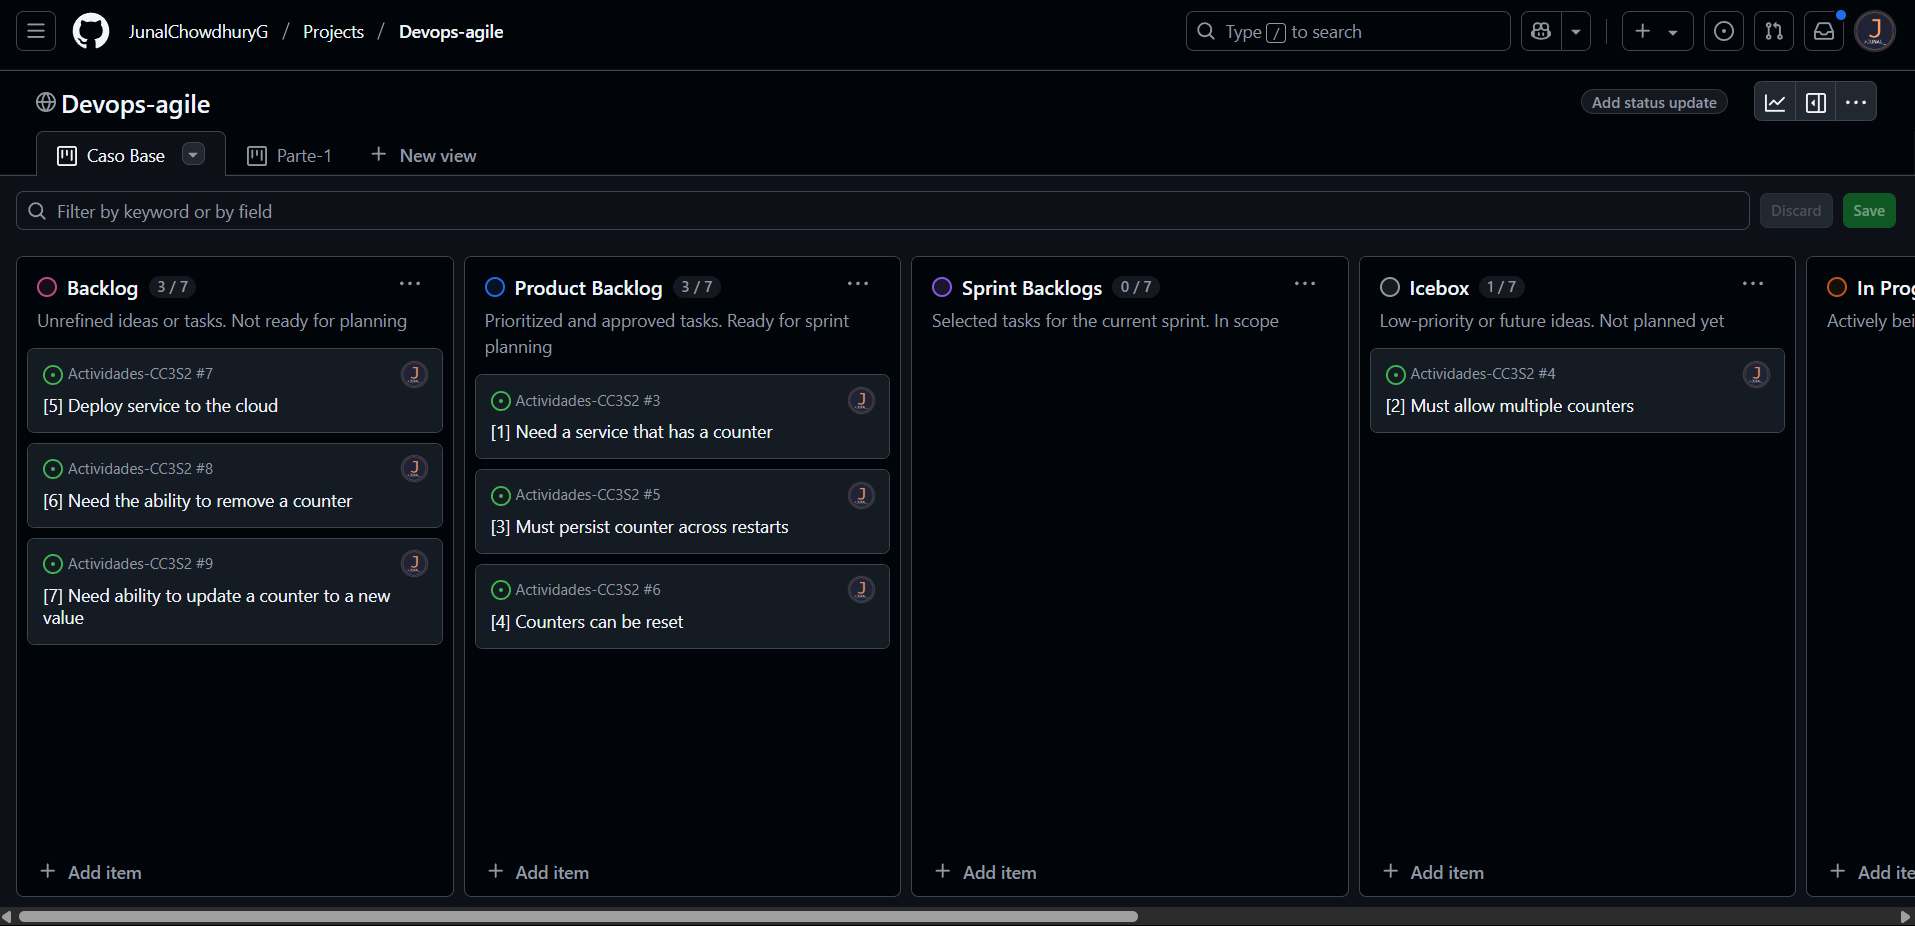 JunalChowdhuryG / Projects / Devops-agile
Type / to search
Devops-agile
Add status update
Caso Base
Parte-1
New view
Filter by keyword or by field
Discard
Save
Backlog 3 / 7
Unrefined ideas or tasks. Not ready for planning
Actividades-CC3S2 #7
[5] Deploy service to the cloud
Actividades-CC3S2 #8
[6] Need the ability to remove a counter
Actividades-CC3S2 #9
[7] Need ability to update a counter to a new
value
Add item
Product Backlog 3 / 7
Prioritized and approved tasks. Ready for sprint
planning
Actividades-CC3S2 #3
[1] Need a service that has a counter
Actividades-CC3S2 #5
[3] Must persist counter across restarts
Actividades-CC3S2 #6
[4] Counters can be reset
Add item
Sprint Backlogs 0 / 7
Selected tasks for the current sprint. In scope
Add item
Icebox 1 / 7
Low-priority or future ideas. Not planned yet
Actividades-CC3S2 #4
[2] Must allow multiple counters
Add item
In Prog
Actively bei
Add ite